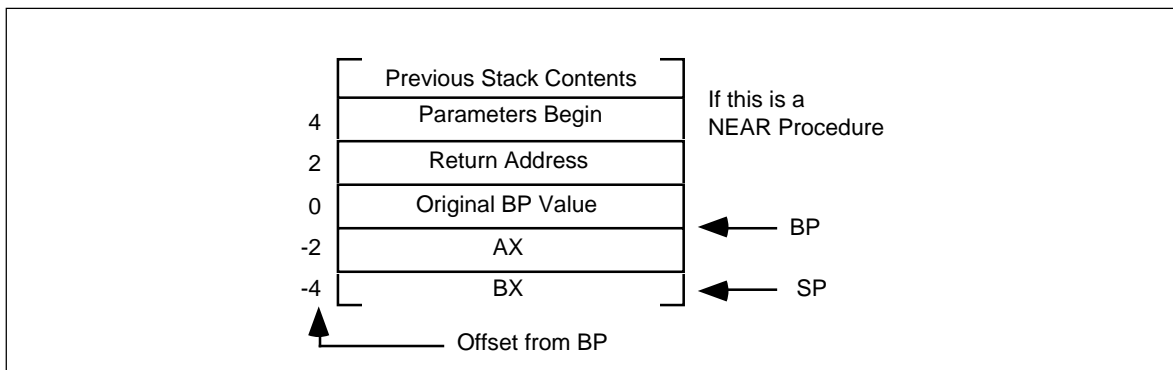 Previous Stack Contents
If this is a
NEAR Procedure
4
Parameters Begin
2
Return Address
0
Original BP Value
BP
-2
AX
-4
BX
SP
Offset from BP